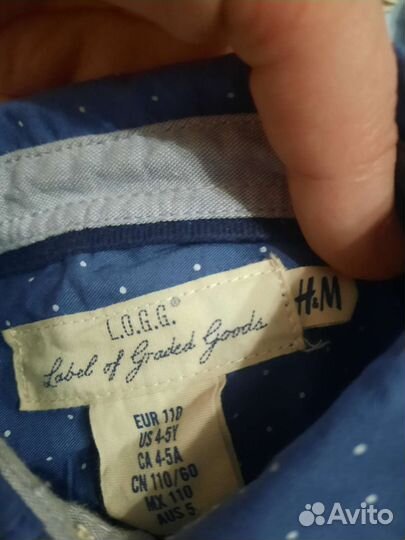 L.O.G.G.®
Label of Graded Goods
H&M
EUR 110
US 4-5Y
CA 4-5A
CN 110/60
MX 110
AUS 5
Avito